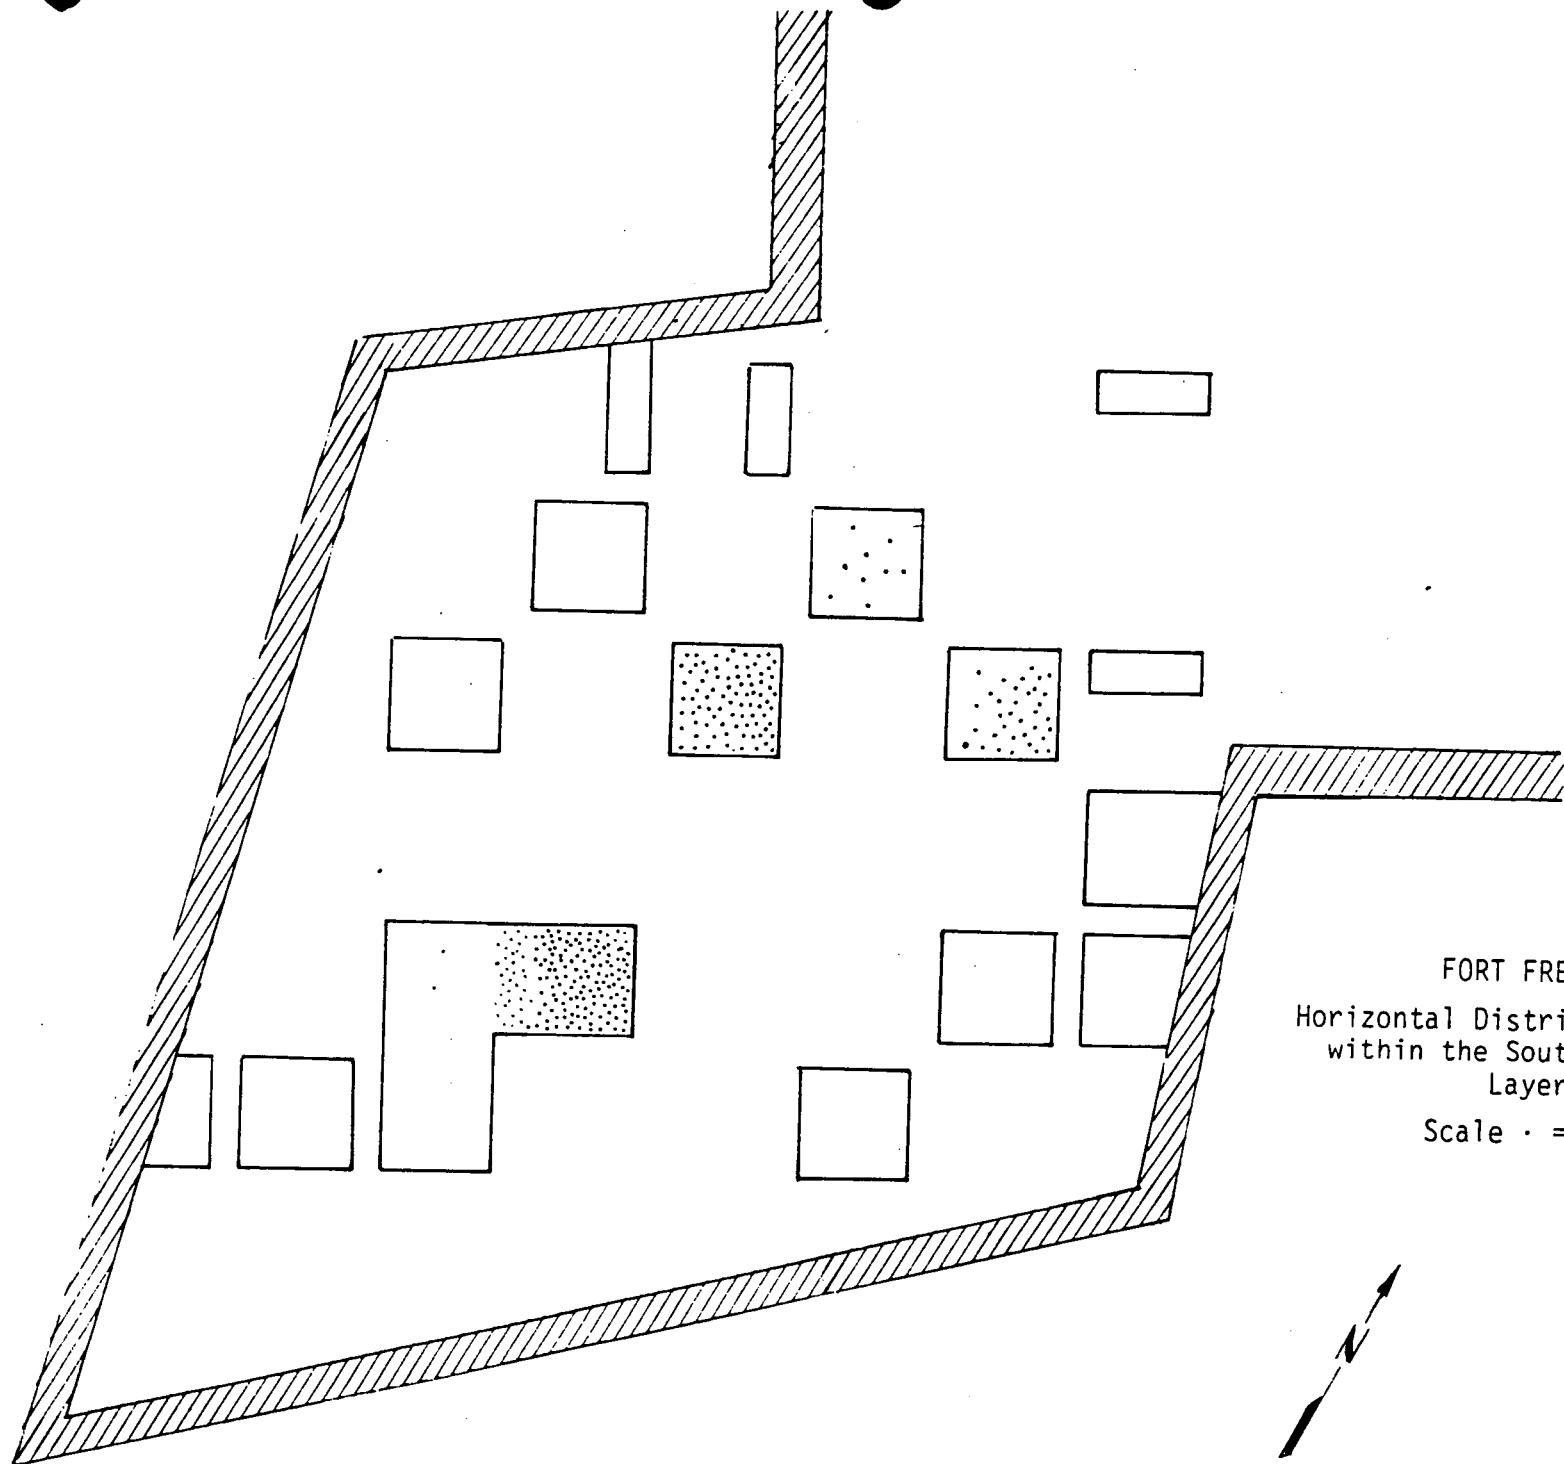 FORT FRE
Horizontal Distri
within the Sout
Layer
Scale · =
N